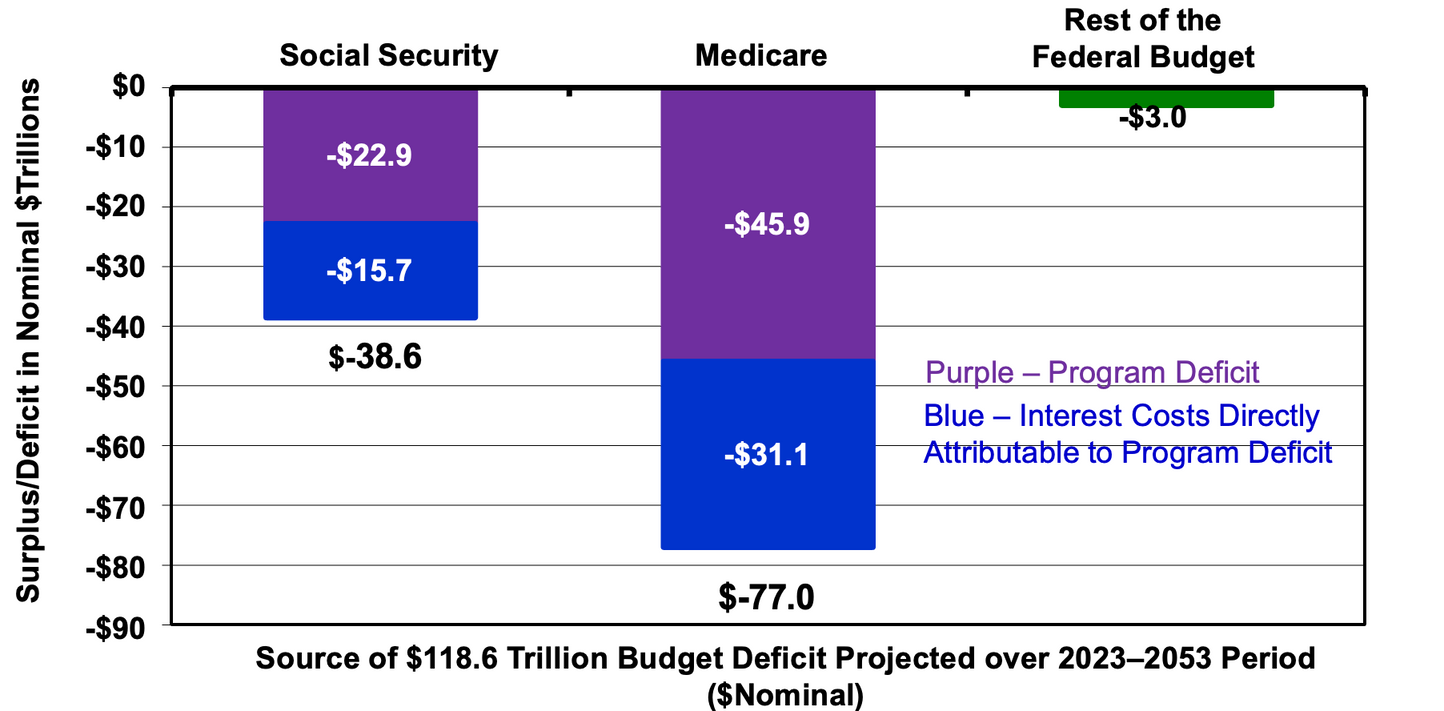 Social Security
Medicare
Rest of the
Federal Budget
Surplus/Deficit in Nominal $Trillions
$0
-$10
-$20
-$30
-$40
-$50
-$60
-$70
-$80
-$90
-$22.9
-$15.7
$-38.6
-$45.9
-$31.1
$-77.0
-$3.0
Purple – Program Deficit
Blue – Interest Costs Directly
Attributable to Program Deficit
Source of $118.6 Trillion Budget Deficit Projected over 2023–2053 Period
($Nominal)